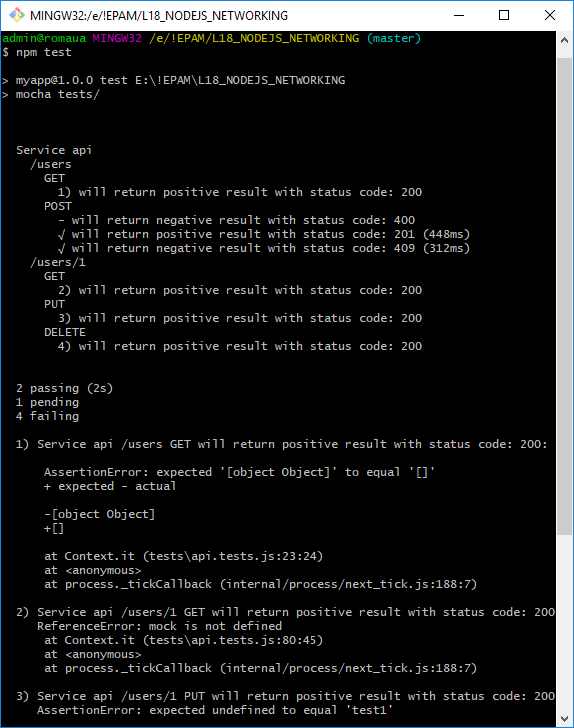 MINGW32:/e/!EPAM/L18_NODEJS_NETWORKING
admin@romaua MINGW32 /e/!EPAM/L18_NODEJS_NETWORKING (master)
$ npm test
> myapp@1.0.0 test E:\!EPAM\L18_NODEJS_NETWORKING
> mocha tests/
Service api
/users
GET
1) will return positive result with status code: 200
POST
- will return negative result with status code: 400
√ will return positive result with status code: 201 (448ms)
√ will return negative result with status code: 409 (312ms)
/users/1
GET
2) will return positive result with status code: 200
PUT
3) will return positive result with status code: 200
DELETE
4) will return positive result with status code: 200
2 passing (2s)
1 pending
4 failing
1) Service api /users GET will return positive result with status code: 200:
AssertionError: expected '[object Object]' to equal '[]'
+ expected - actual
-[object Object]
+[]
at Context.it (tests\api.tests.js:23:24)
at <anonymous>
at process._tickCallback (internal/process/next_tick.js:188:7)
2) Service api /users/1 GET will return positive result with status code: 200
ReferenceError: mock is not defined
at Context.it (tests\api.tests.js:80:45)
at <anonymous>
at process._tickCallback (internal/process/next_tick.js:188:7)
3) Service api /users/1 PUT will return positive result with status code: 200
AssertionError: expected undefined to equal 'test1'